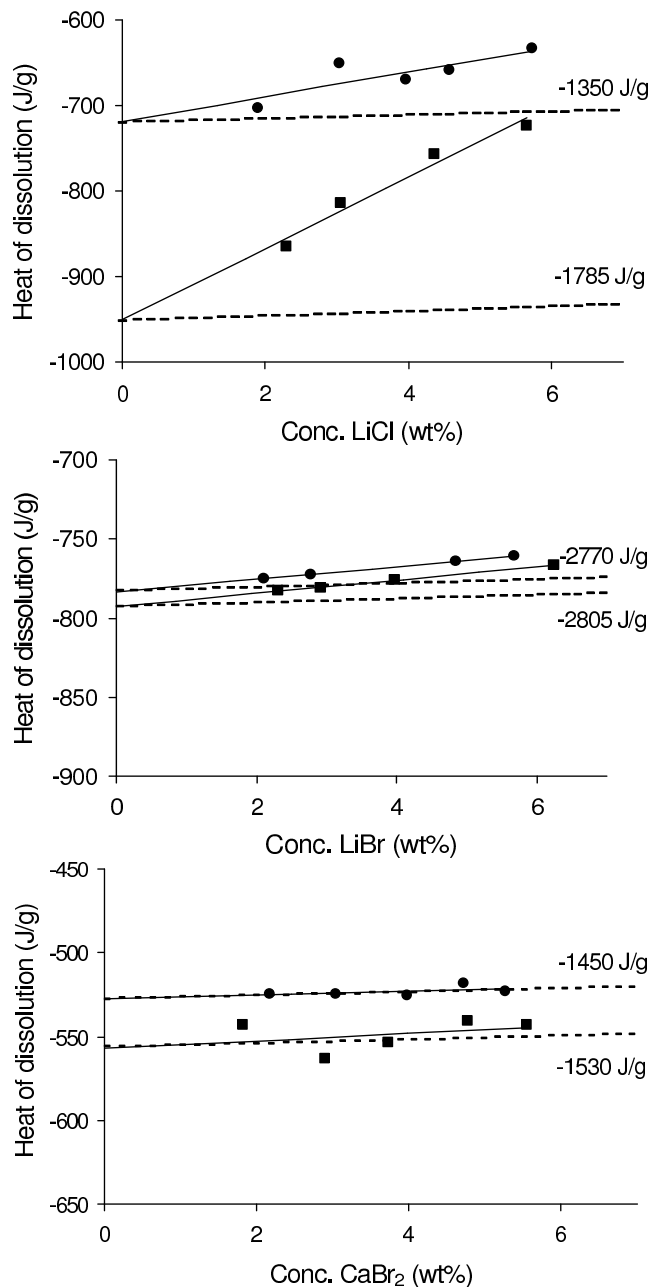 Heat of dissolution (J/g)
-600
-700
-800
-900
-1000
-1350 J/g
-1785 J/g
0 2 4 6
Conc. LiCl (wt%)
Heat of dissolution (J/g)
-700
-750
-800
-850
-900
-2770 J/g
-2805 J/g
0 2 4 6
Conc. LiBr (wt%)
Heat of dissolution (J/g)
-450
-500
-550
-600
-650
-1450 J/g
-1530 J/g
0 2 4 6
Conc. CaBr₂ (wt%)